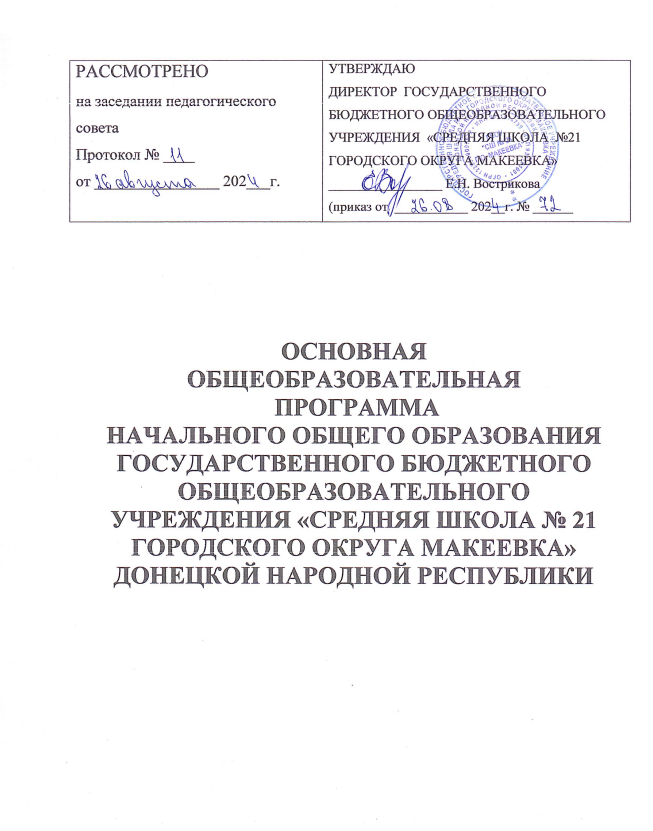 РАССМОТРЕНО
на заседании педагогического
совета
Протокол № 11
от 26 августа 2024 г.
УТВЕРЖДАЮ
ДИРЕКТОР ГОСУДАРСТВЕННОГО
БЮДЖЕТНОГО ОБЩЕОБРАЗОВАТЕЛЬНОГО
УЧРЕЖДЕНИЯ «СРЕДНЯЯ ШКОЛА №21
ГОРОДСКОГО ОКРУГА МАКЕЕВКА»
Е.Н. Вострикова
(приказ от 26.08 2024 г. № 72
ОСНОВНАЯ
ОБЩЕОБРАЗОВАТЕЛЬНАЯ
ПРОГРАММА
НАЧАЛЬНОГО ОБЩЕГО ОБРАЗОВАНИЯ
ГОСУДАРСТВЕННОГО БЮДЖЕТНОГО
ОБЩЕОБРАЗОВАТЕЛЬНОГО
УЧРЕЖДЕНИЯ «СРЕДНЯЯ ШКОЛА № 21
ГОРОДСКОГО ОКРУГА МАКЕЕВКА»
ДОНЕЦКОЙ НАРОДНОЙ РЕСПУБЛИКИ